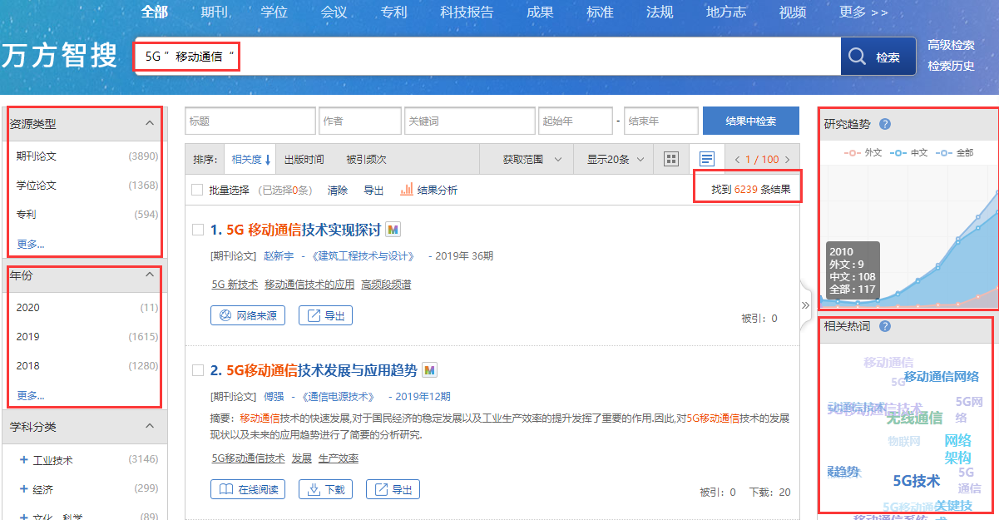 全部 期刊 学位 会议 专利 科技报告 成果 标准 法规 地方志 视频 更多 >>
万方智搜
5G ” 移动通信 “
检索
高级检索
检索历史
资源类型
期刊论文 (3890)
学位论文 (1368)
专利 (594)
更多...
年份
2020 (11)
2019 (1615)
2018 (1280)
更多...
学科分类
+ 工业技术 (3146)
+ 经济 (299)
+ 文化、科学 (89)
标题 作者 关键词 起始年 - 结束年 结果中检索
排序: 相关度 出版时间 被引频次 获取范围 显示20条 < 1 / 100 >
批量选择 (已选择0条) 清除 导出 结果分析 找到 6239 条结果
1. 5G 移动通信技术实现探讨 M
[期刊论文] 赵新宇 - 《建筑工程技术与设计》 - 2019年 36期
5G 新技术 移动通信技术的应用 高频段频谱
网络来源 导出
被引: 0
2. 5G移动通信技术发展与应用趋势 M
[期刊论文] 傅强 - 《通信电源技术》 - 2019年12期
摘要: 移动通信技术的快速发展,对于国民经济的稳定发展以及工业生产效率的提升发挥了重要的作用.因此,对5G移动通信技术的发展
现状以及未来的应用趋势进行了简要的分析研究.
5G移动通信技术 发展 生产效率
在线阅读 下载 导出
被引: 0 下载: 20
»
研究趋势 ?
外文 中文 全部
2010
外文 : 9
中文 : 108
全部 : 117
相关热词 ?
移动通信
5G
移动通信网络
5G移动通信技术
动通信技术
5G网
络
无线通信
物联网
网络
架构
展趋势
5G技术
5G
通信
5G移动通信
关键技
术
移动通信系统